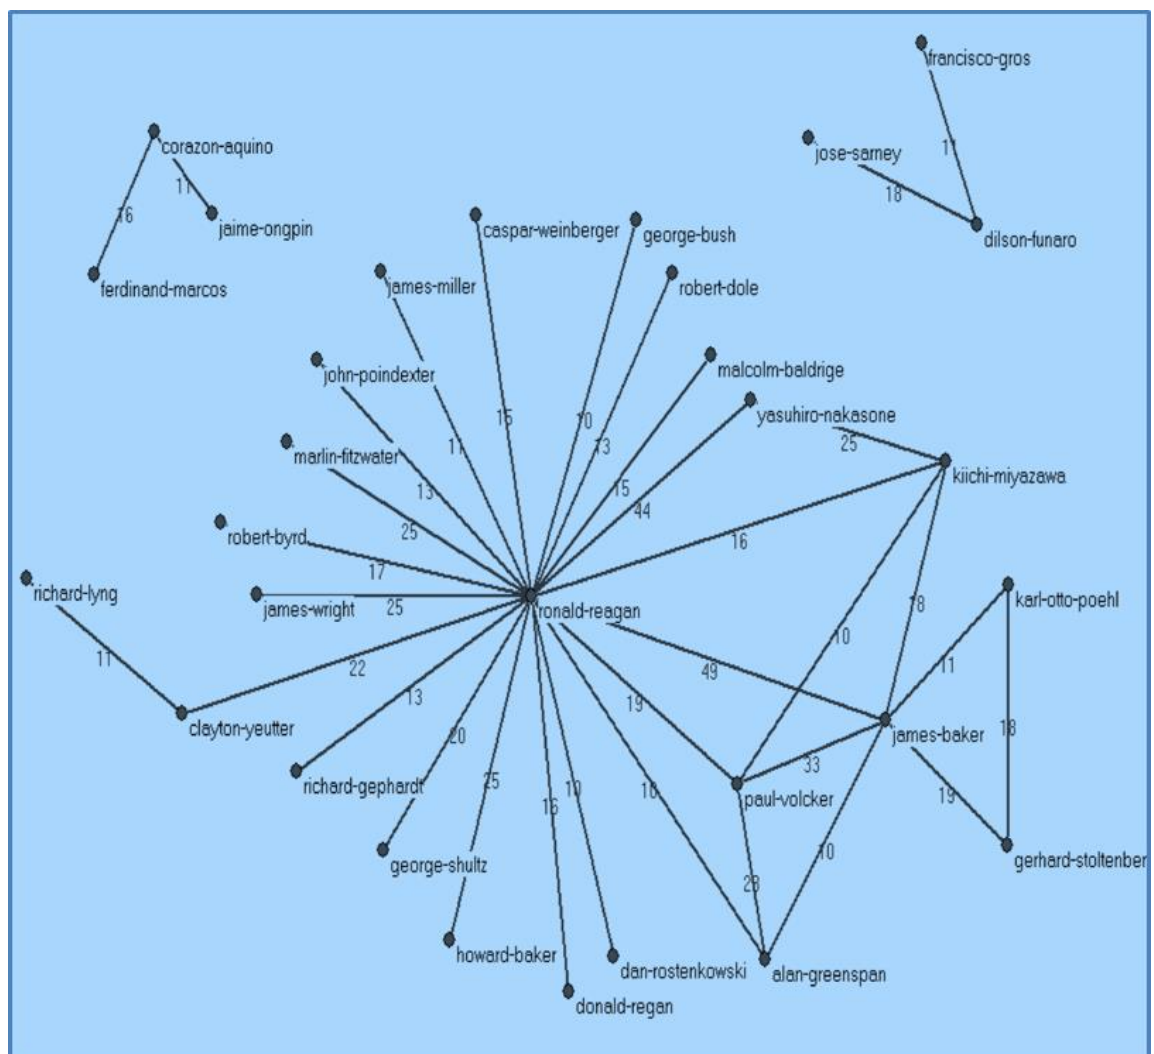 francisco-gros
corazon-aquino
jose-sarney
11
11
18
16
jaime-ongpin
caspar-weinberger
george-bush
dilson-funaro
ferdinand-marcos
james-miller
robert-dole
john-poindexter
malcolm-baldrige
15
10
yasuhiro-nakasone
11
13
25
marlin-fitzwater
kiichi-miyazawa
13
15
44
25
16
robert-byrd
17
richard-lyng
james-wright
25
ronald-reagan
karl-otto-poehl
10
11
11
22
49
13
19
clayton-yeutter
james-baker
20
33
richard-gephardt
25
10
paul-volcker
19
16
george-shultz
10
gerhard-stoltenber
howard-baker
dan-rostenkowski
alan-greenspan
donald-regan